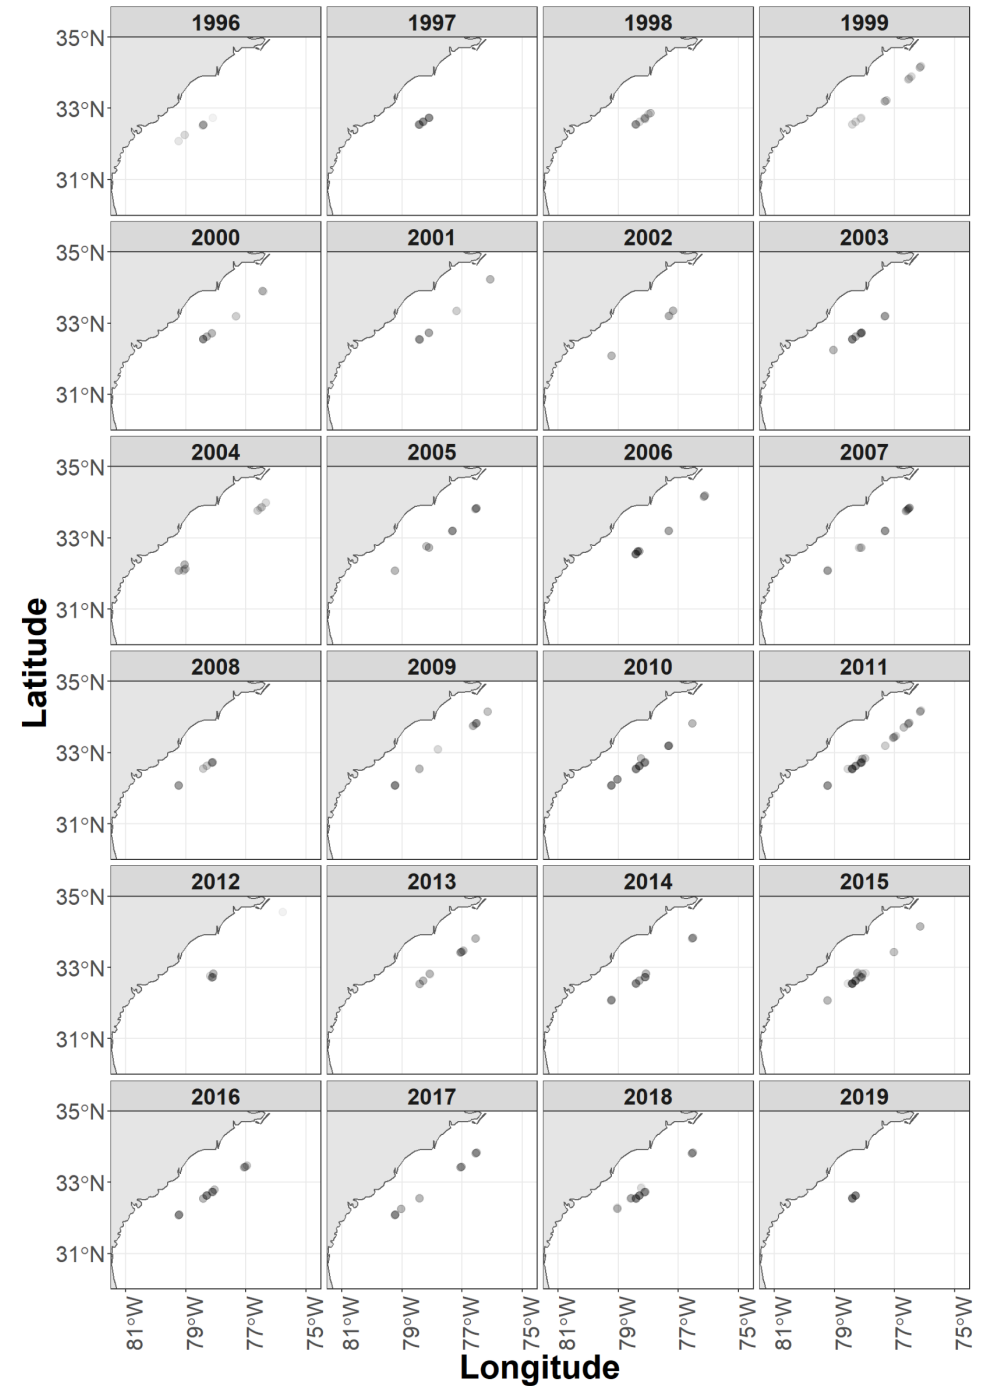 1996 1997 1998 1999
35°N
33°N
31°N
2000 2001 2002 2003
35°N
33°N
31°N
2004 2005 2006 2007
35°N
33°N
31°N
2008 2009 2010 2011
35°N
33°N
31°N
2012 2013 2014 2015
35°N
33°N
31°N
2016 2017 2018 2019
35°N
33°N
31°N
Latitude
81°W 79°W 77°W 75°W 81°W 79°W 77°W 75°W 81°W 79°W 77°W 75°W 81°W 79°W 77°W 75°W
Longitude